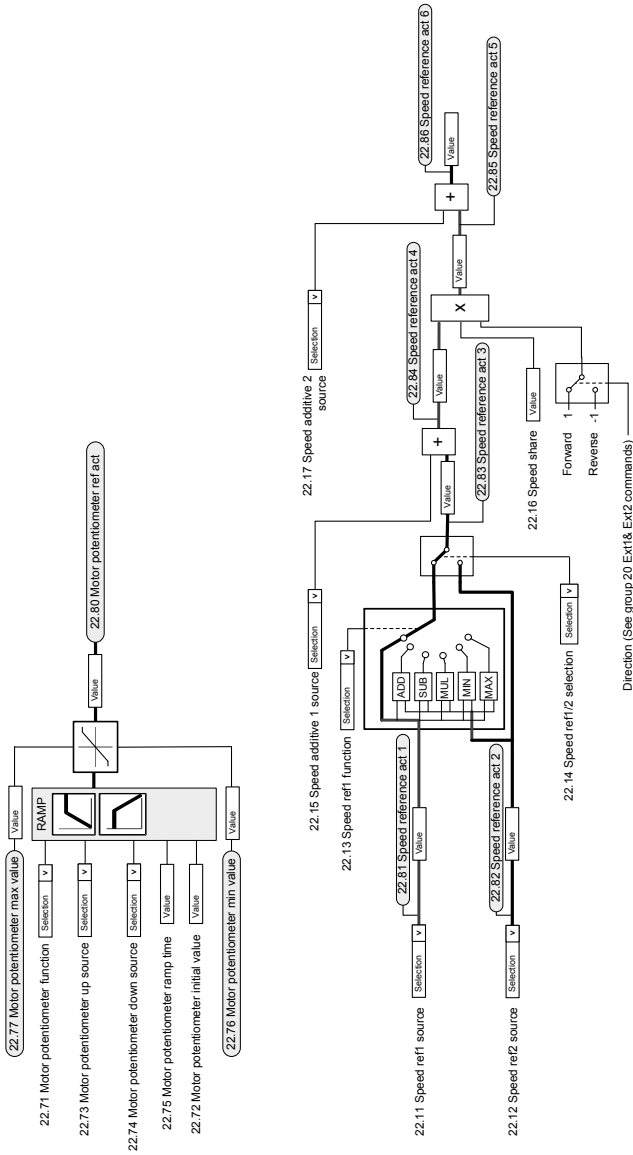 22.77 Motor potentiometer max value
Value
22.71 Motor potentiometer function
Selection
v
22.73 Motor potentiometer up source
Selection
v
22.74 Motor potentiometer down source
Selection
v
22.75 Motor potentiometer ramp time
Value
22.72 Motor potentiometer initial value
Value
22.76 Motor potentiometer min value
Value
RAMP
Value
22.80 Motor potentiometer ref act
22.11 Speed ref1 source
Selection
v
Value
22.81 Speed reference act 1
22.12 Speed ref2 source
Selection
v
Value
22.82 Speed reference act 2
22.13 Speed ref1 function
Selection
v
ADD
SUB
MUL
MIN
MAX
22.14 Speed ref1/2 selection
Selection
v
Value
22.83 Speed reference act 3
22.15 Speed additive 1 source
Selection
v
+
Value
22.84 Speed reference act 4
22.16 Speed share
Value
Forward 1
Reverse -1
Direction (See group 20 Ext1& Ext2 commands)
X
Value
22.85 Speed reference act 5
22.17 Speed additive 2
source
Selection
v
+
Value
22.86 Speed reference act 6